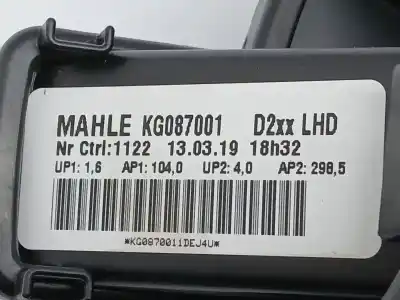 MAHLE KG087001 D2xx LHD
Nr Ctrl:1122 13.03.19 18h32
UP1: 1,6 AP1: 104,0 UP2: 4,0 AP2: 298,5
*KG0870011DEJ4U*